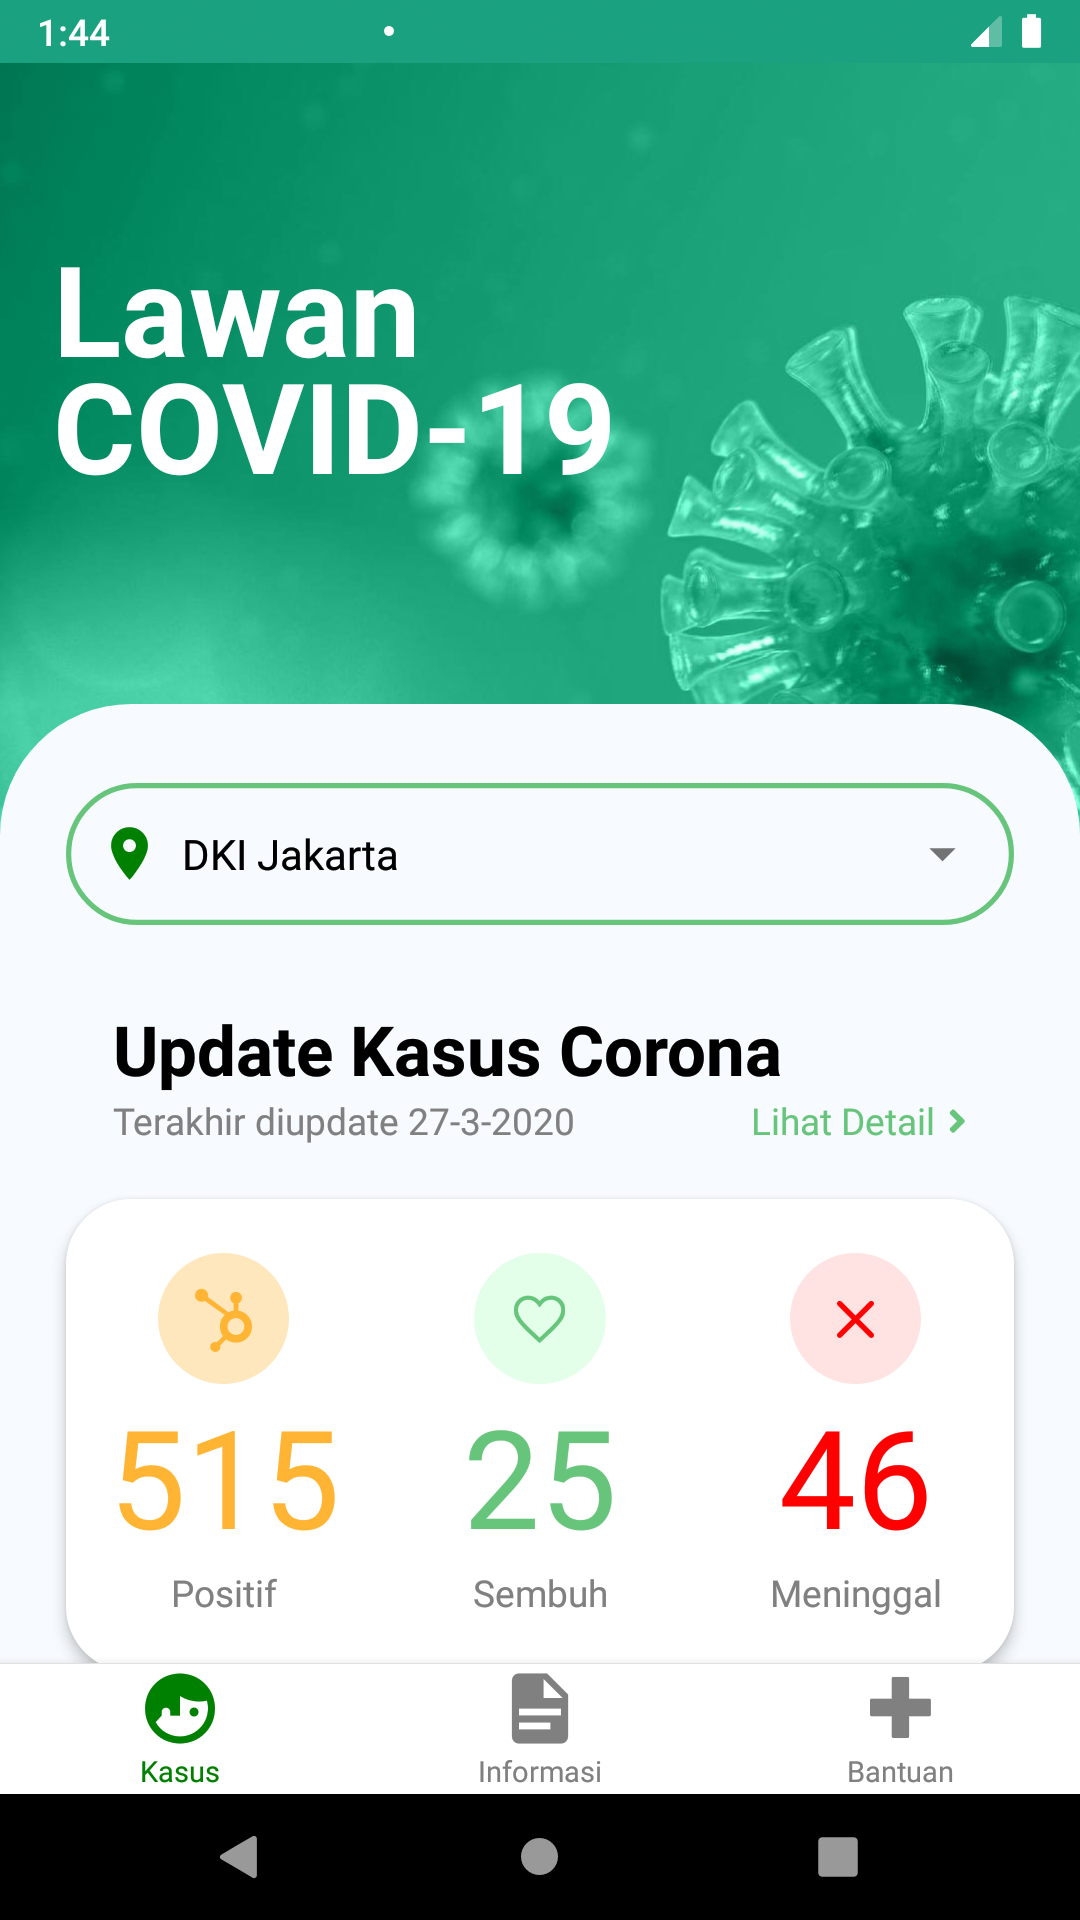 1:44
Lawan
COVID-19
DKI Jakarta
Update Kasus Corona
Terakhir diupdate 27-3-2020
Lihat Detail
515
25
46
Positif
Sembuh
Meninggal
Kasus
Informasi
Bantuan